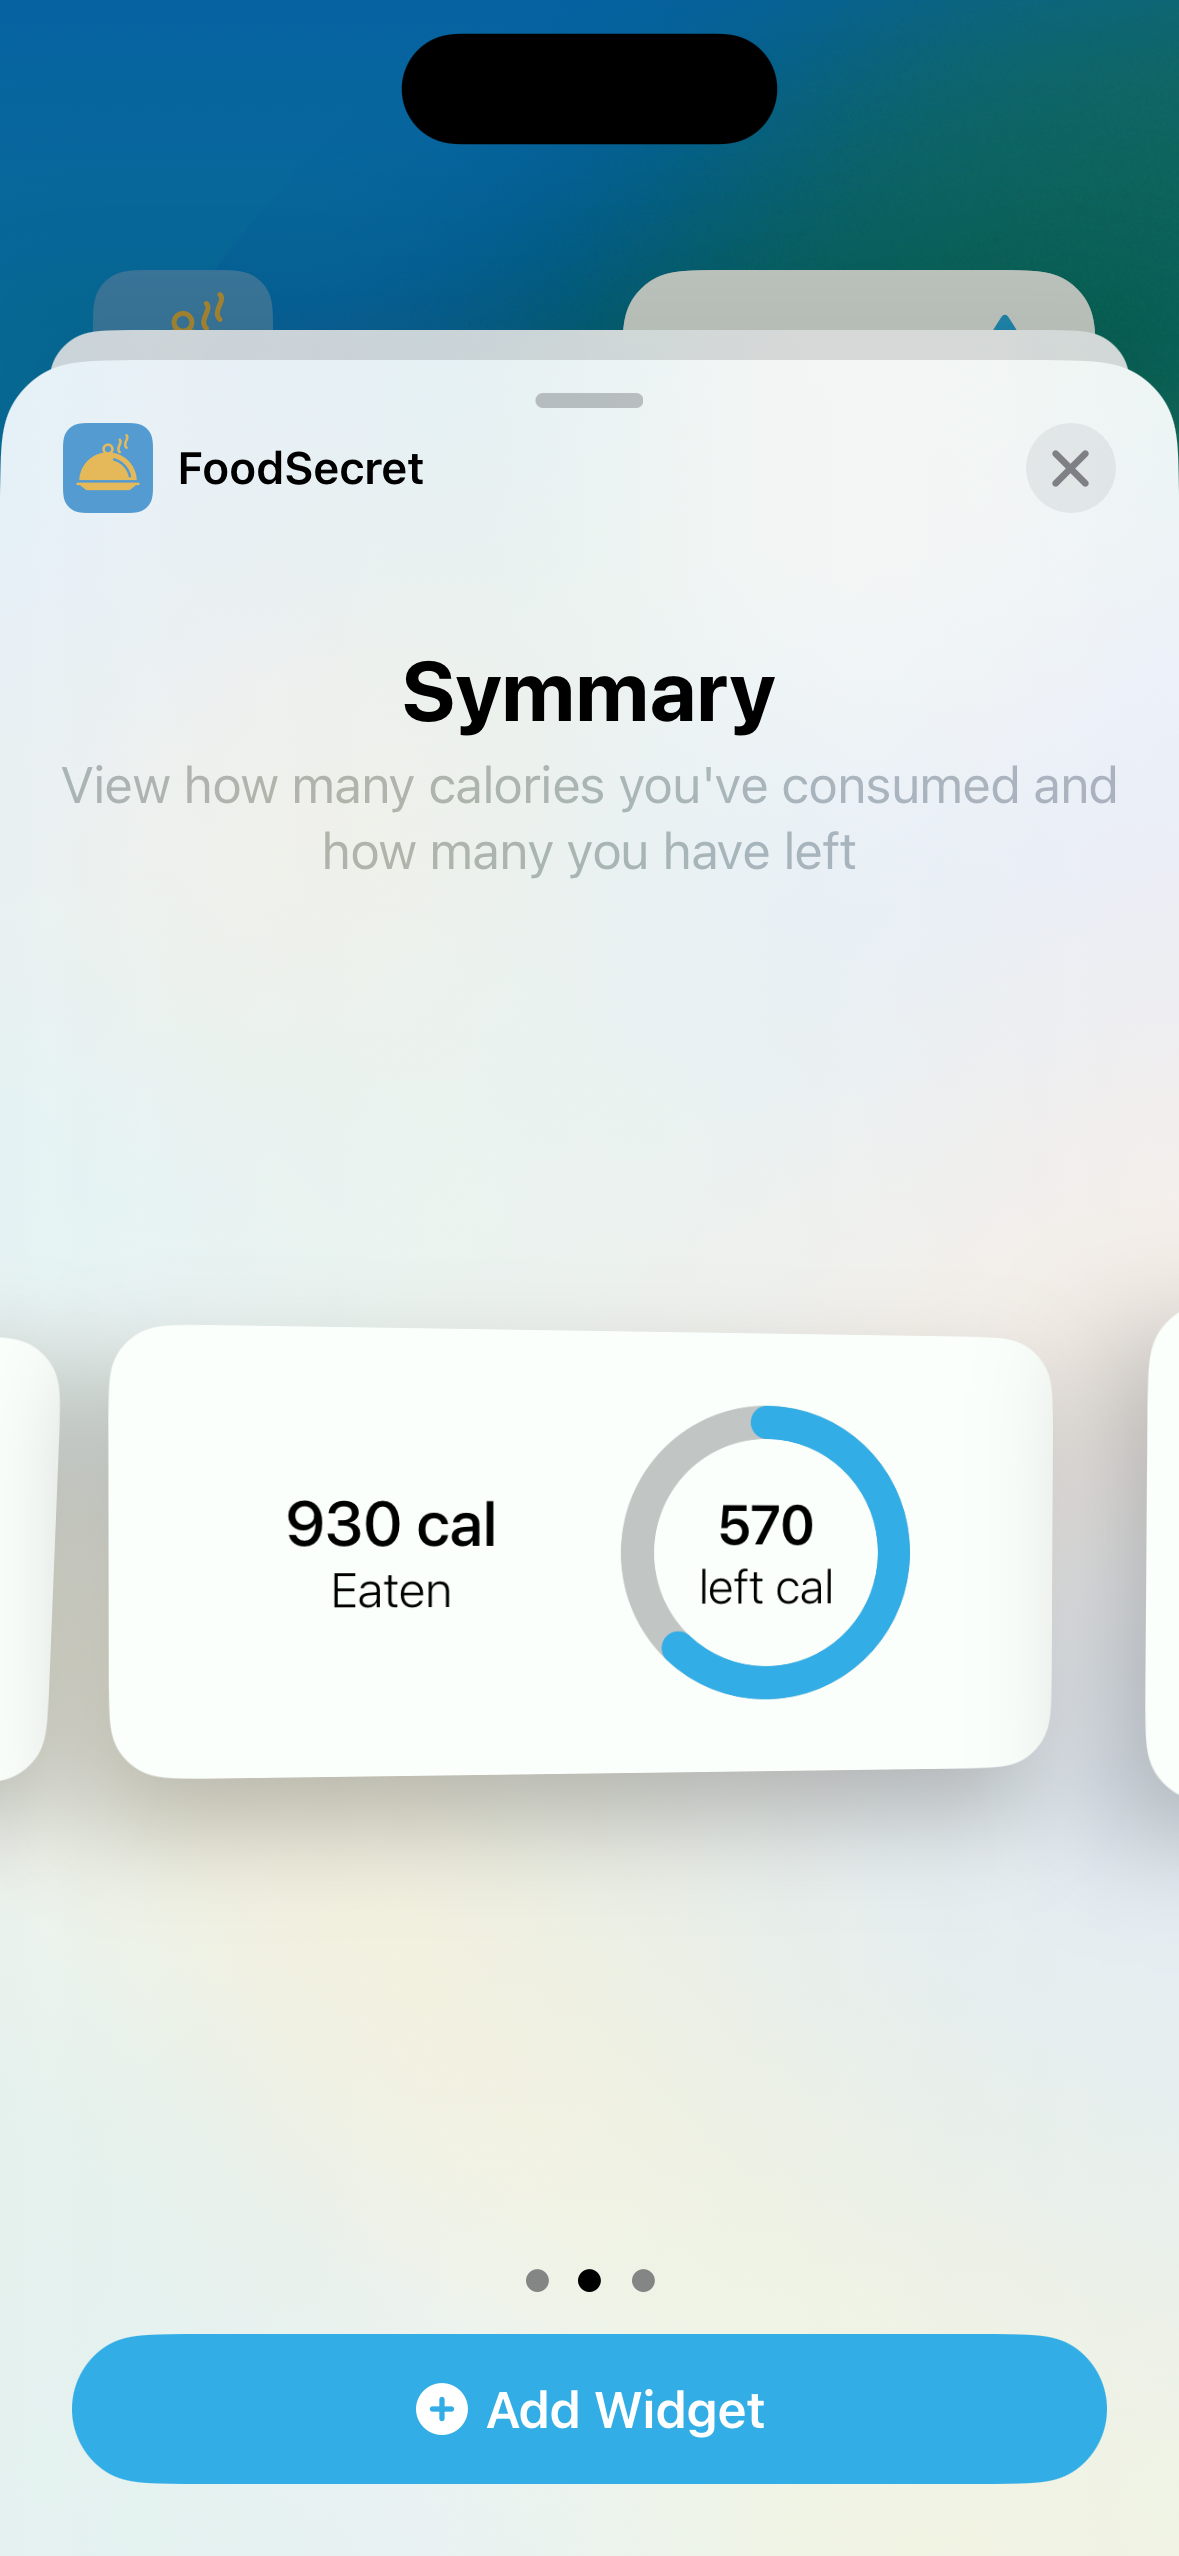 FoodSecret
Symmary
View how many calories you've consumed and
how many you have left
930 cal
Eaten
570
left cal
Add Widget